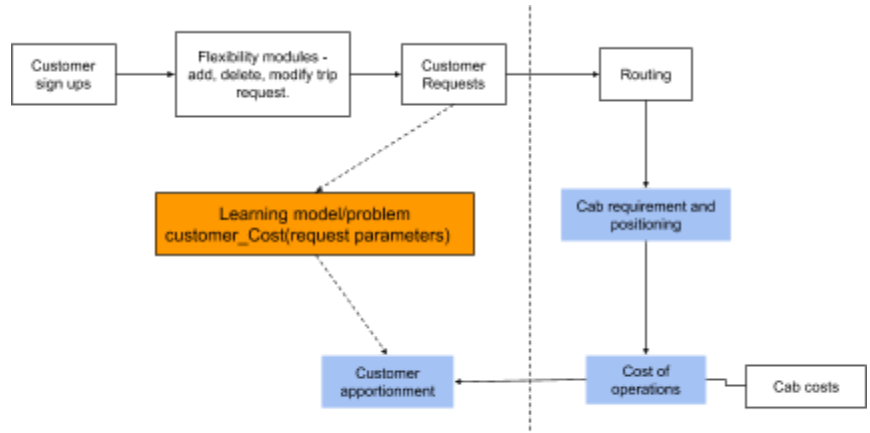 Customer
sign ups
Flexibility modules -
add, delete, modify trip
request.
Customer
Requests
Routing
Learning model/problem
customer_Cost(request parameters)
Cab requirement and
positioning
Customer
apportionment
Cost of
operations
Cab costs